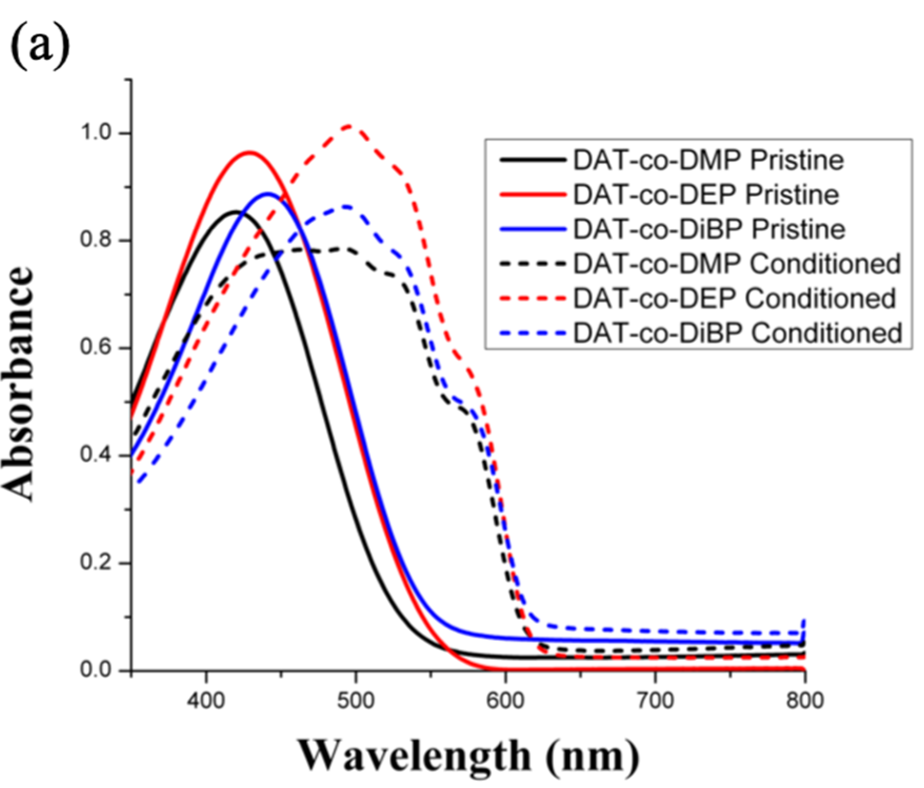 (a)
1.0
0.8
0.6
0.4
0.2
0.0
400 500 600 700 800
Absorbance
Wavelength (nm)
DAT-co-DMP Pristine
DAT-co-DEP Pristine
DAT-co-DiBP Pristine
DAT-co-DMP Conditioned
DAT-co-DEP Conditioned
DAT-co-DiBP Conditioned